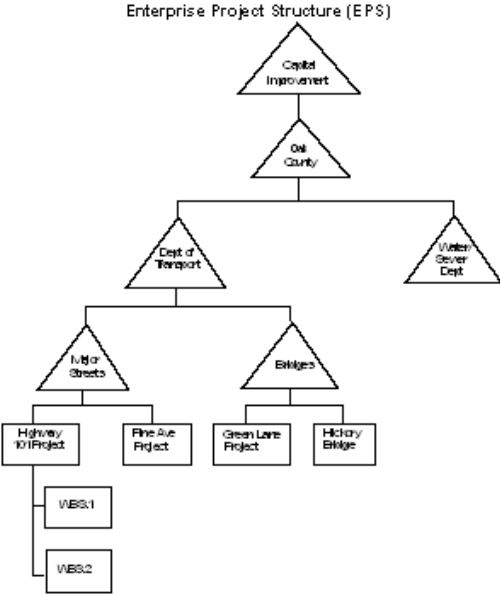 Enterprise Project Structure (EPS)
Capital
Improvement
Oak
County
Dept of
Transport
Water/
Sewer
Dept
Major
Streets
Bridges
Highway
101 Project
Pine Ave
Project
Green Lane
Project
Hickory
Bridge
WBS.1
WBS.2